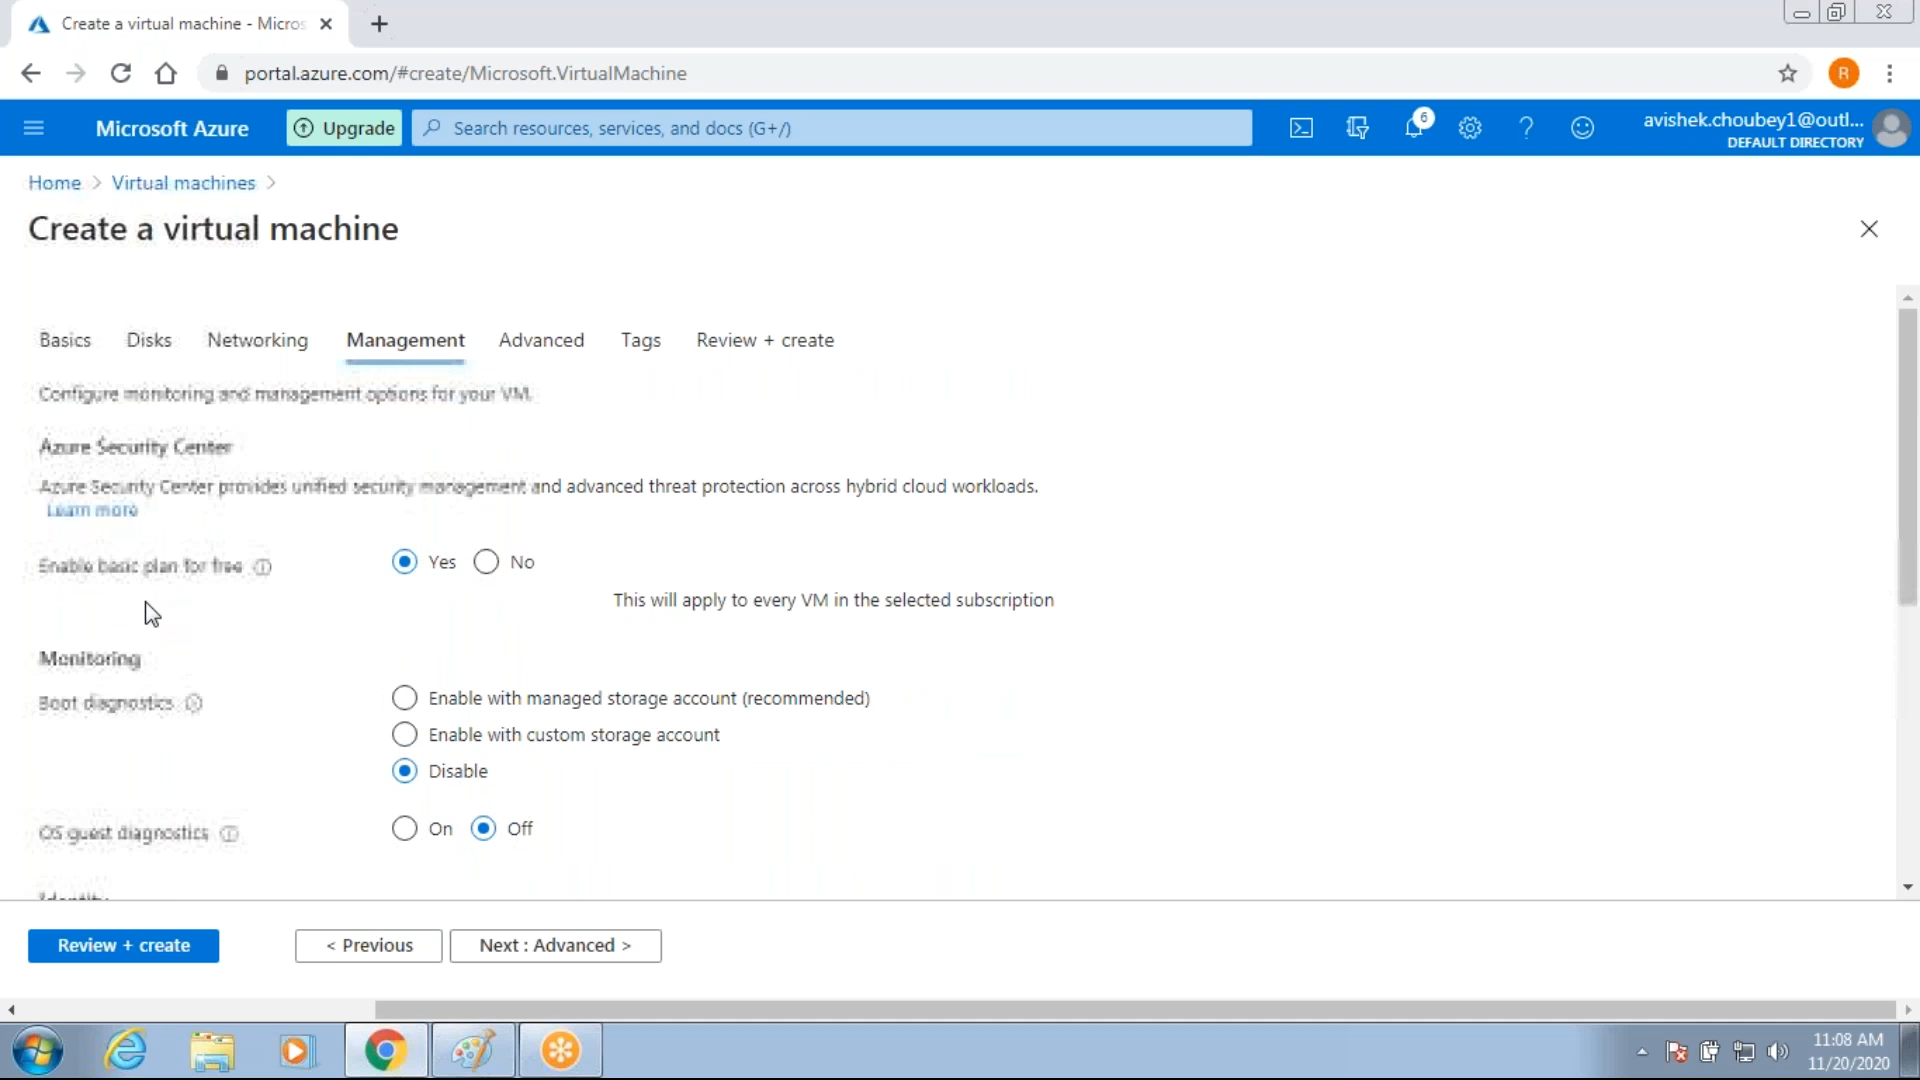 Create a virtual machine - Micros
portal.azure.com/#create/Microsoft.VirtualMachine
R
Microsoft Azure
Upgrade
Search resources, services, and docs (G+/)
6
avishek.choubey1@outl...
DEFAULT DIRECTORY
Home > Virtual machines >
Create a virtual machine
Basics Disks Networking Management Advanced Tags Review + create
Configure monitoring and management options for your VM.
Azure Security Center
Azure Security Center provides unified security management and advanced threat protection across hybrid cloud workloads.
Learn more
Enable basic plan for free
Yes No
This will apply to every VM in the selected subscription
Monitoring
Boot diagnostics
Enable with managed storage account (recommended)
Enable with custom storage account
Disable
OS guest diagnostics
On Off
Identity
Review + create
< Previous
Next : Advanced >
11:08 AM
11/20/2020